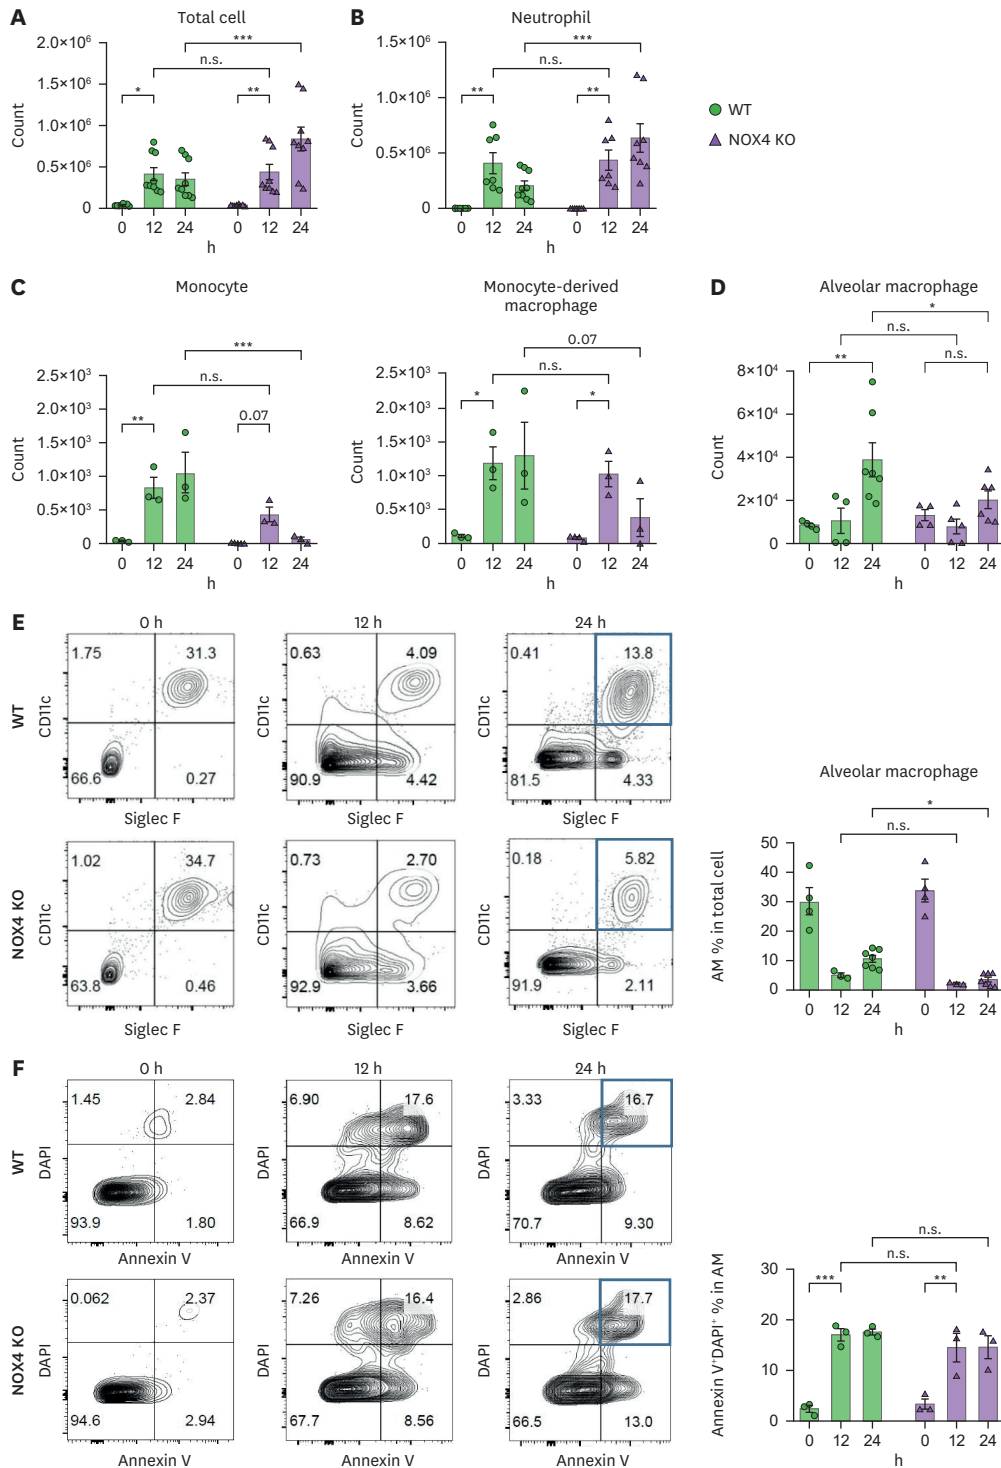 A
Total cell
2.0×10⁶
1.5×10⁶
1.0×10⁶
0.5×10⁶
0
Count
***
n.s.
*
**
0 12 24 0 12 24
h
B
Neutrophil
1.5×10⁶
1.0×10⁶
0.5×10⁶
0
Count
***
n.s.
**
**
0 12 24 0 12 24
h
WT
NOX4 KO
C
Monocyte
2.5×10³
2.0×10³
1.5×10³
1.0×10³
0.5×10³
0
Count
***
n.s.
**
0.07
0 12 24 0 12 24
h
Monocyte-derived
macrophage
2.5×10³
2.0×10³
1.5×10³
1.0×10³
0.5×10³
0
Count
0.07
n.s.
*
*
0 12 24 0 12 24
h
D
Alveolar macrophage
8×10⁴
6×10⁴
4×10⁴
2×10⁴
0
Count
*
n.s.
**
n.s.
0 12 24 0 12 24
h
E
0 h 12 h 24 h
WT
CD11c
1.75 31.3
66.6 0.27
Siglec F
CD11c
0.63 4.09
90.9 4.42
Siglec F
CD11c
0.41 13.8
81.5 4.33
Siglec F
NOX4 KO
CD11c
1.02 34.7
63.8 0.46
Siglec F
CD11c
0.73 2.70
92.9 3.66
Siglec F
CD11c
0.18 5.82
91.9 2.11
Siglec F
Alveolar macrophage
AM % in total cell
50
40
30
20
10
0
*
n.s.
0 12 24 0 12 24
h
F
0 h 12 h 24 h
WT
DAPI
1.45 2.84
93.9 1.80
Annexin V
DAPI
6.90 17.6
66.9 8.62
Annexin V
DAPI
3.33 16.7
70.7 9.30
Annexin V
NOX4 KO
DAPI
0.062 2.37
94.6 2.94
Annexin V
DAPI
7.26 16.4
67.7 8.56
Annexin V
DAPI
2.86 17.7
66.5 13.0
Annexin V
Annexin V⁺DAPI⁺ % in AM
30
20
10
0
n.s.
n.s.
***
**
0 12 24 0 12 24
h